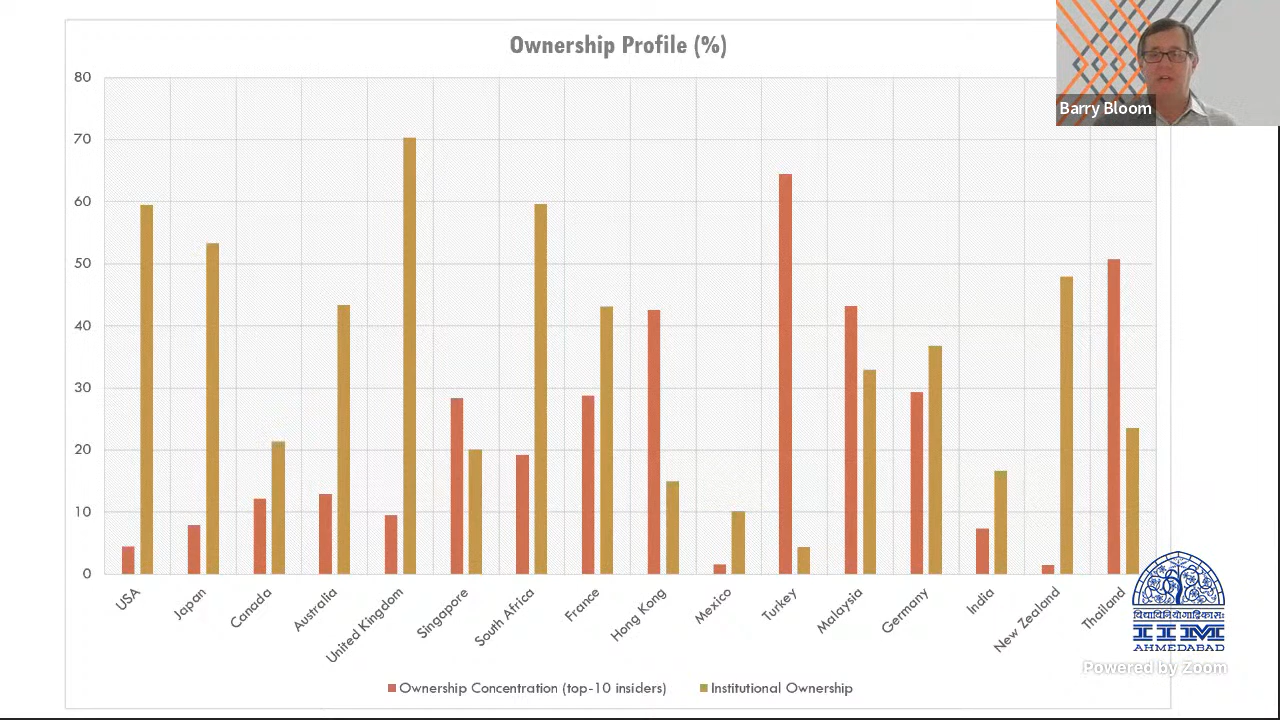 Ownership Profile (%)
Barry Bloom
80
70
60
50
40
30
20
10
0
USA
Japan
Canada
Australia
United Kingdom
Singapore
South Africa
France
Hong Kong
Mexico
Turkey
Malaysia
Germany
India
New Zealand
Thailand
Ownership Concentration (top-10 insiders)
Institutional Ownership
विद्याविनियोगाद्विकासः
IIM
AHMEDABAD
Powered by Zoom